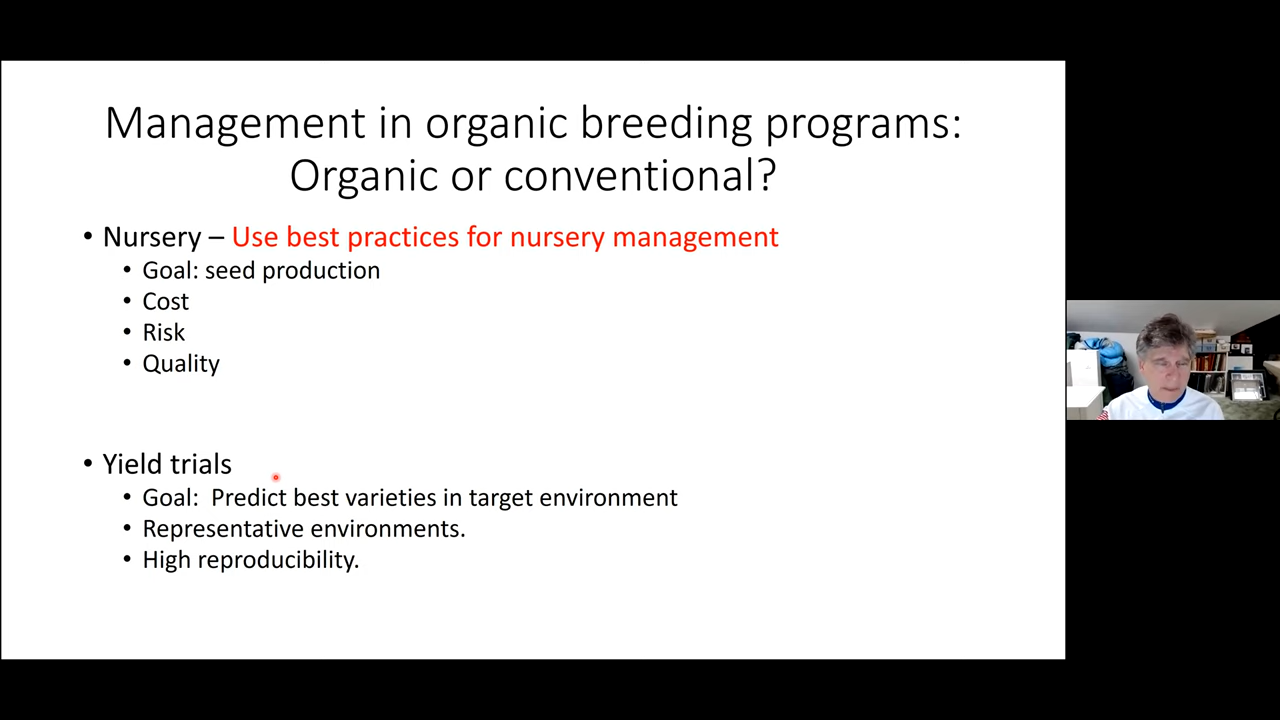 Management in organic breeding programs:
Organic or conventional?
• Nursery – Use best practices for nursery management
• Goal: seed production
• Cost
• Risk
• Quality
• Yield trials
• Goal:  Predict best varieties in target environment
• Representative environments.
• High reproducibility.